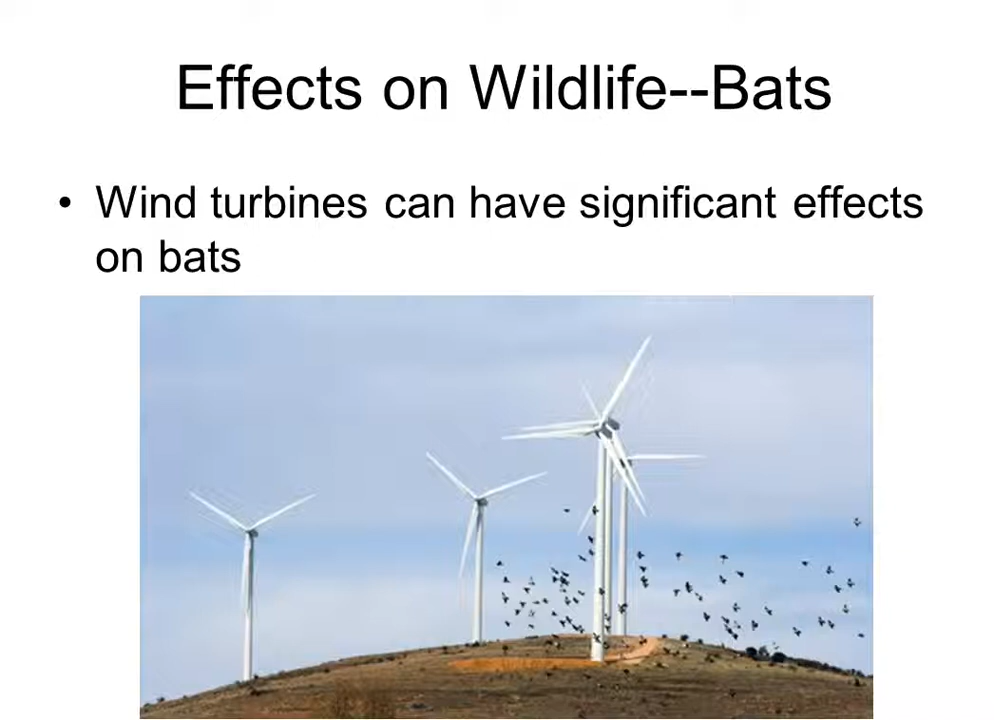 Effects on Wildlife--Bats
• Wind turbines can have significant effects
on bats